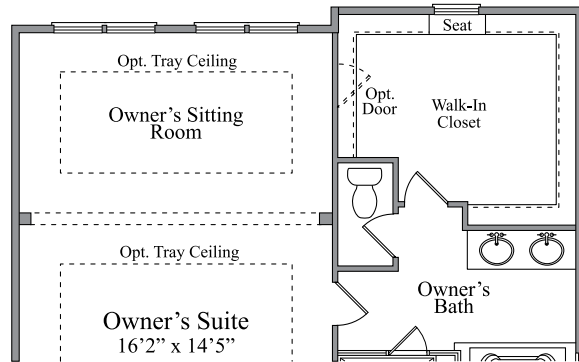 Seat
Opt. Tray Ceiling
Owner's Sitting
Room
Opt.
Door
Walk-In
Closet
Opt. Tray Ceiling
Owner's Suite
16'2" x 14'5"
Owner's
Bath